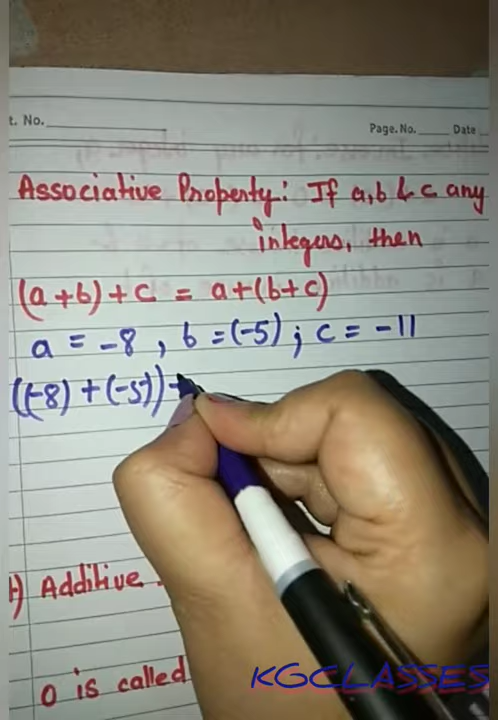 t. No.
Page. No. Date
Associative Property: If a,b & c any
integers, then
(a+b)+c = a+(b+c)
a = -8 , b =(-5) ; c = -11
((-8) + (-5)) +
Additive
0 is called
KGCLASSES